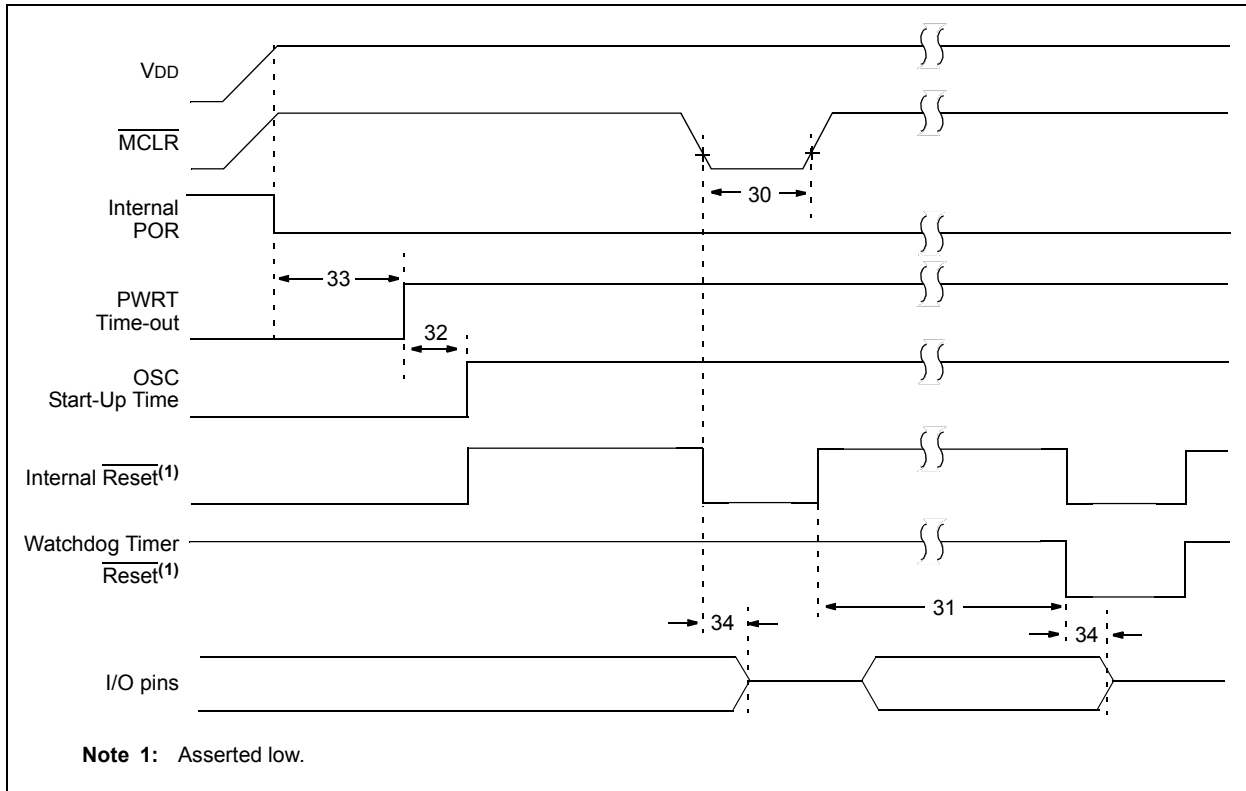 VDD
MCLR
Internal
POR
30
33
PWRT
Time-out
32
OSC
Start-Up Time
Internal Reset(1)
Watchdog Timer
Reset(1)
31
34
34
I/O pins
Note 1: Asserted low.